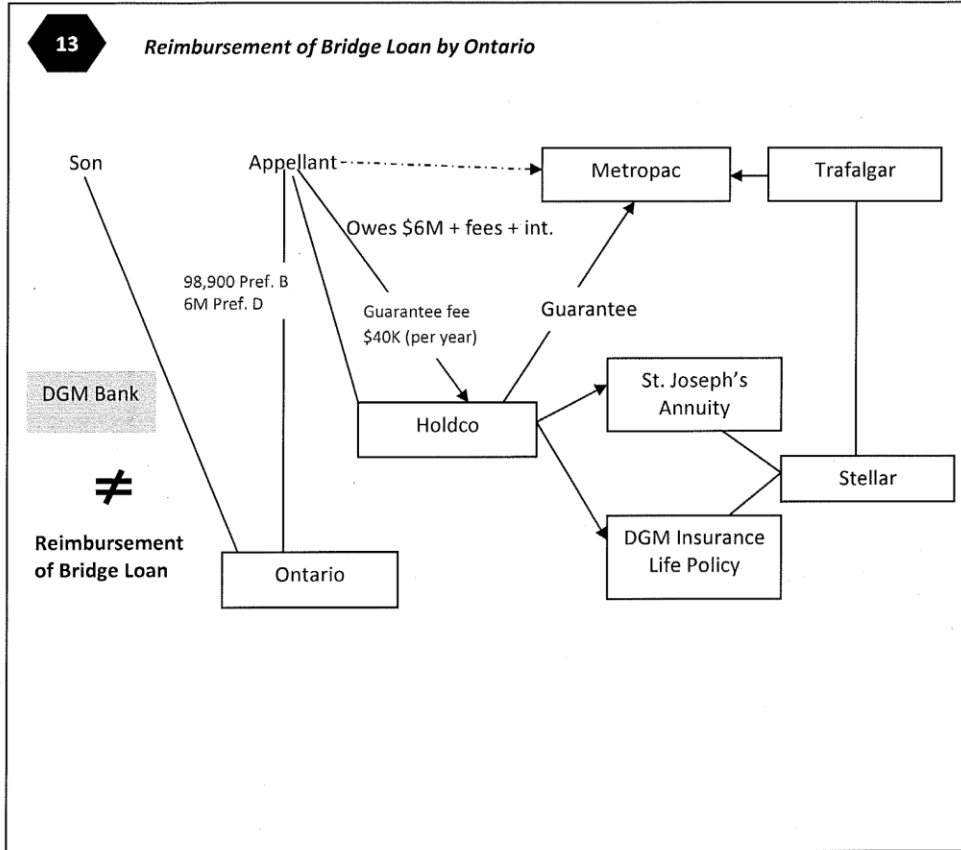 13
Reimbursement of Bridge Loan by Ontario
Son
Appellant
Metropac
Trafalgar
Owes $6M + fees + int.
98,900 Pref. B
6M Pref. D
Guarantee fee
$40K (per year)
Guarantee
DGM Bank
Holdco
St. Joseph's
Annuity
Stellar
≠
Reimbursement
of Bridge Loan
Ontario
DGM Insurance
Life Policy